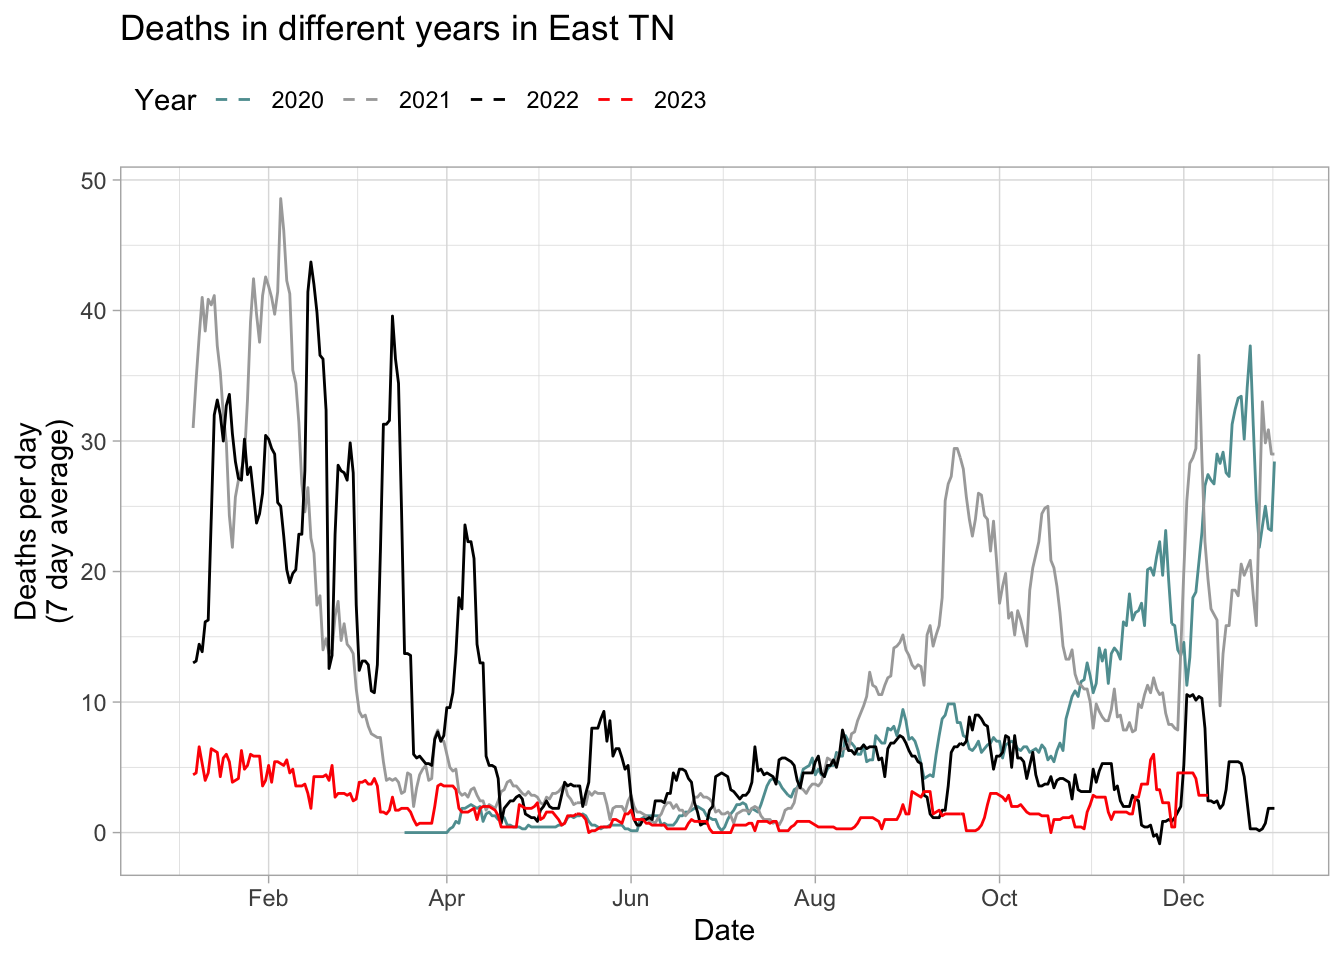 Deaths in different years in East TN
Year 2020 2021 2022 2023
Deaths per day
(7 day average)
50
40
30
20
10
0
Feb Apr Jun Aug Oct Dec
Date